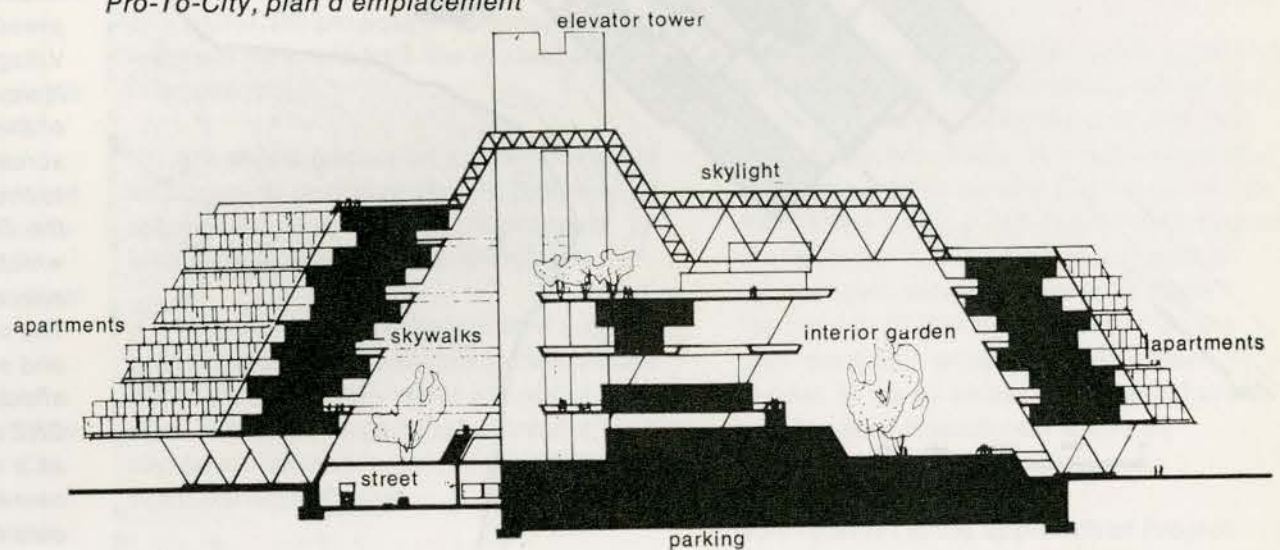 Pro-To-City, plan d'emplacement
elevator tower
skylight
apartments
skywalks
interior garden
apartments
street
parking